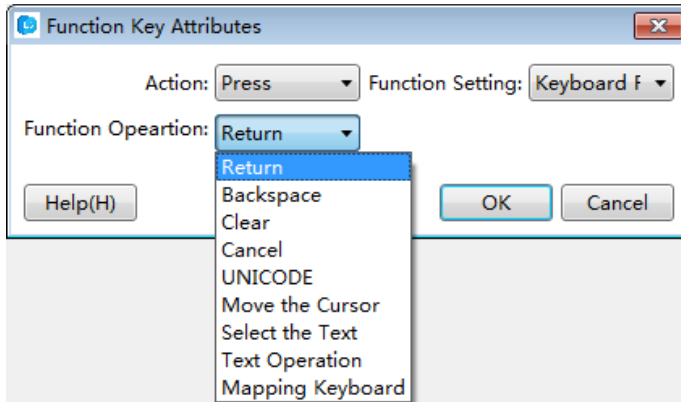 Function Key Attributes
Action: Press Function Setting: Keyboard F
Function Opeartion: Return
Return
Backspace
Clear
Cancel
UNICODE
Move the Cursor
Select the Text
Text Operation
Mapping Keyboard
Help(H) OK Cancel